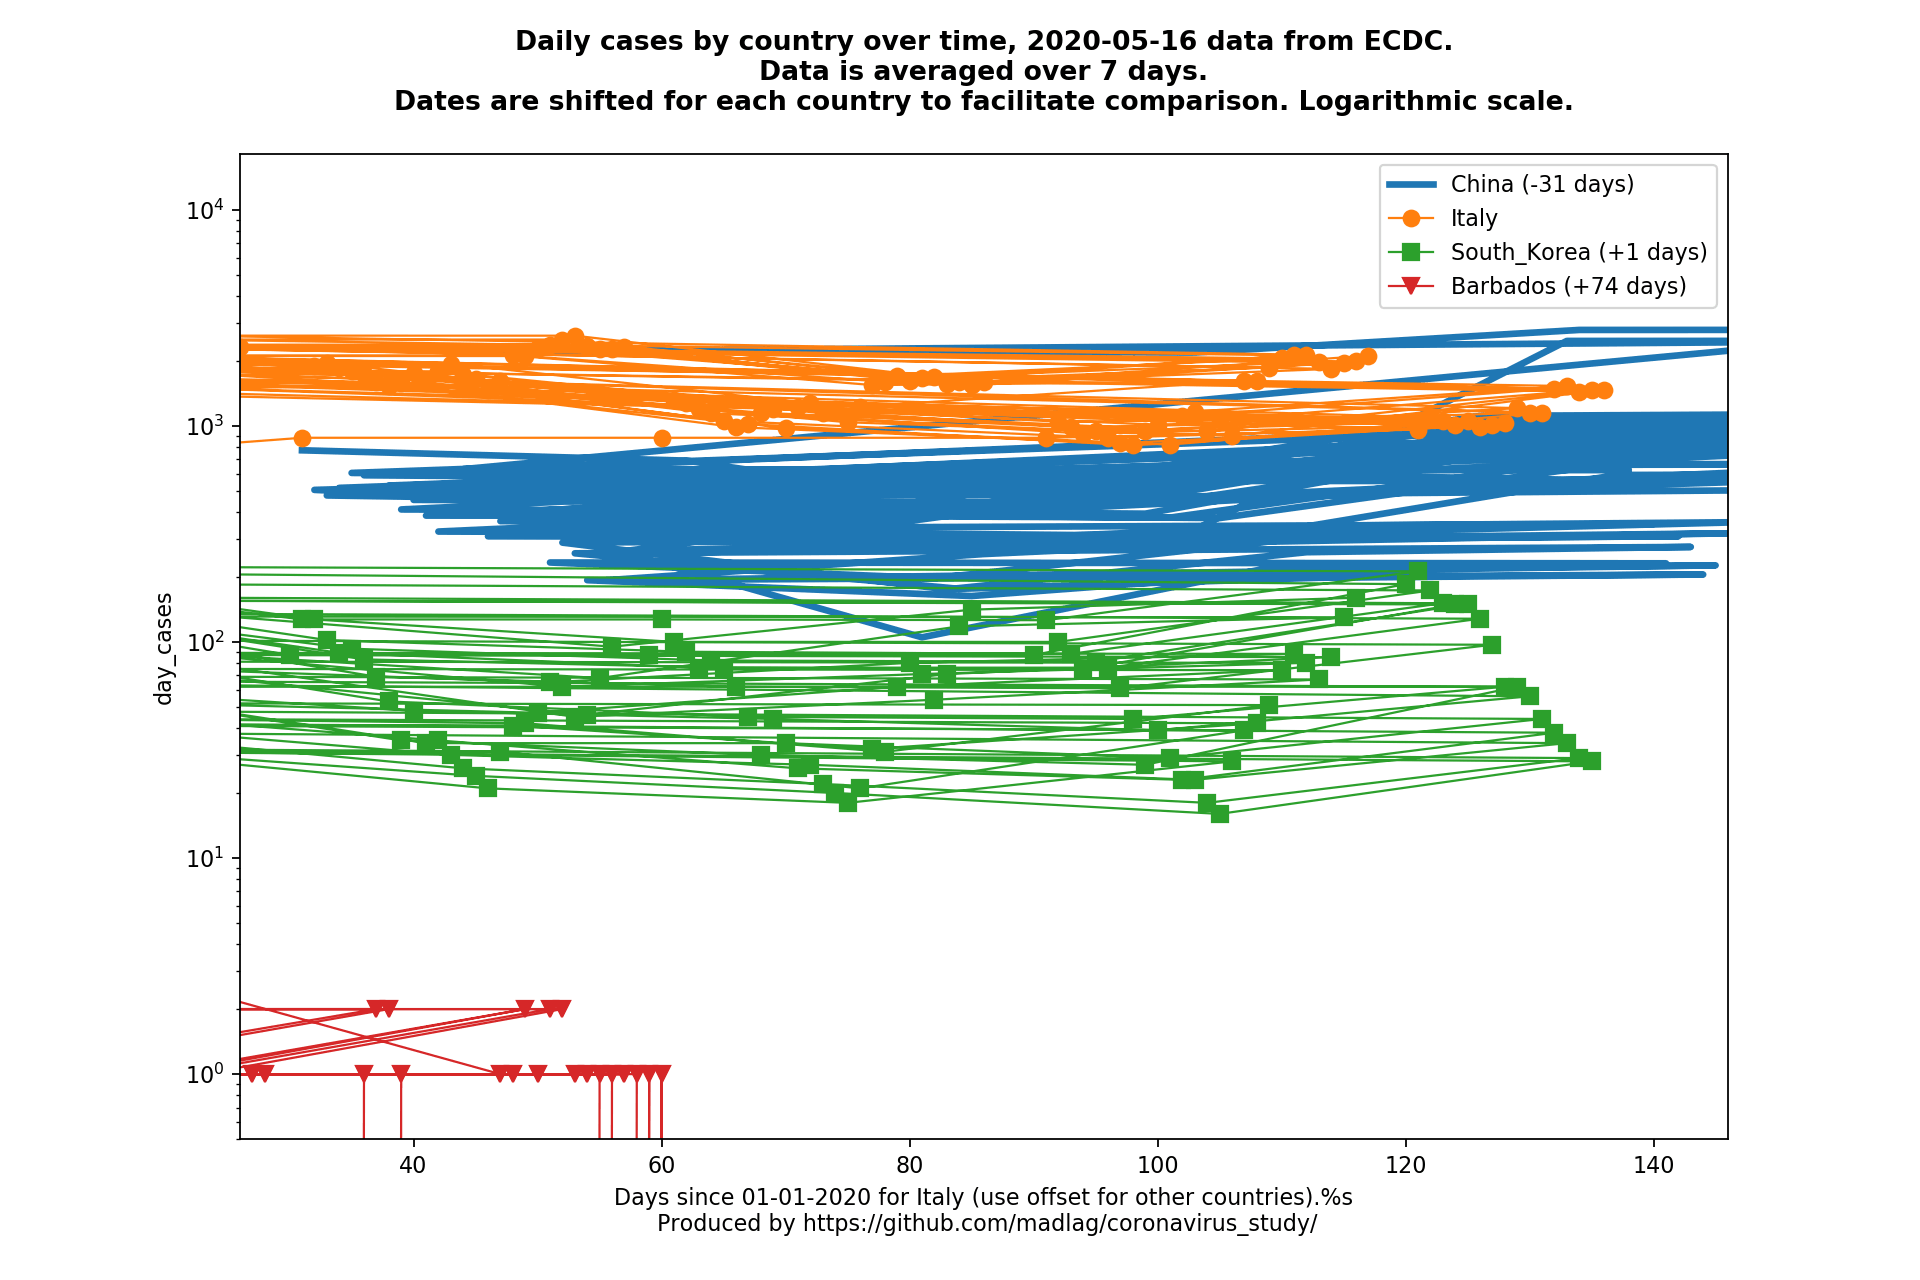 Daily cases by country over time, 2020-05-16 data from ECDC.
Data is averaged over 7 days.
Dates are shifted for each country to facilitate comparison. Logarithmic scale.
China (-31 days)
Italy
South_Korea (+1 days)
Barbados (+74 days)
10⁴
10³
10²
10¹
10⁰
day_cases
40 60 80 100 120 140
Days since 01-01-2020 for Italy (use offset for other countries).%s
Produced by https://github.com/madlag/coronavirus_study/